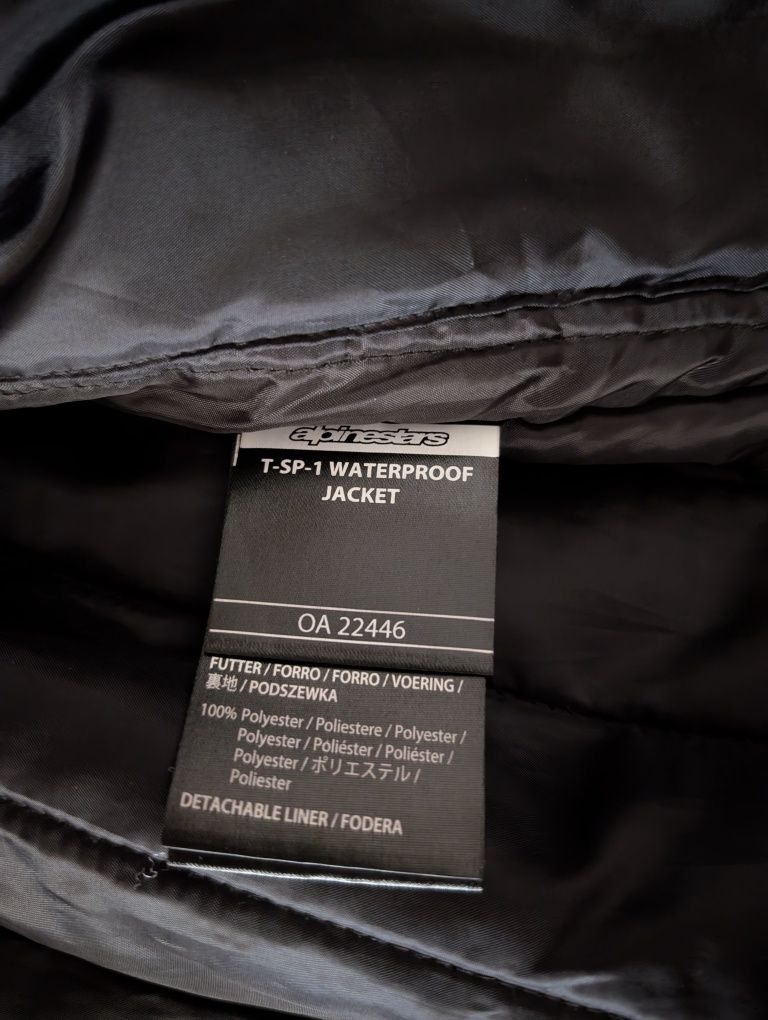 alpinestars
T-SP-1 WATERPROOF
JACKET
OA 22446
FUTTER / FORRO / FORRO / VOERING /
裏地 / PODSZEWKA
100% Polyester / Poliestere / Polyester /
Polyester / Poliéster / Poliéster /
Polyester / ポリエステル /
Poliester
DETACHABLE LINER / FODERA